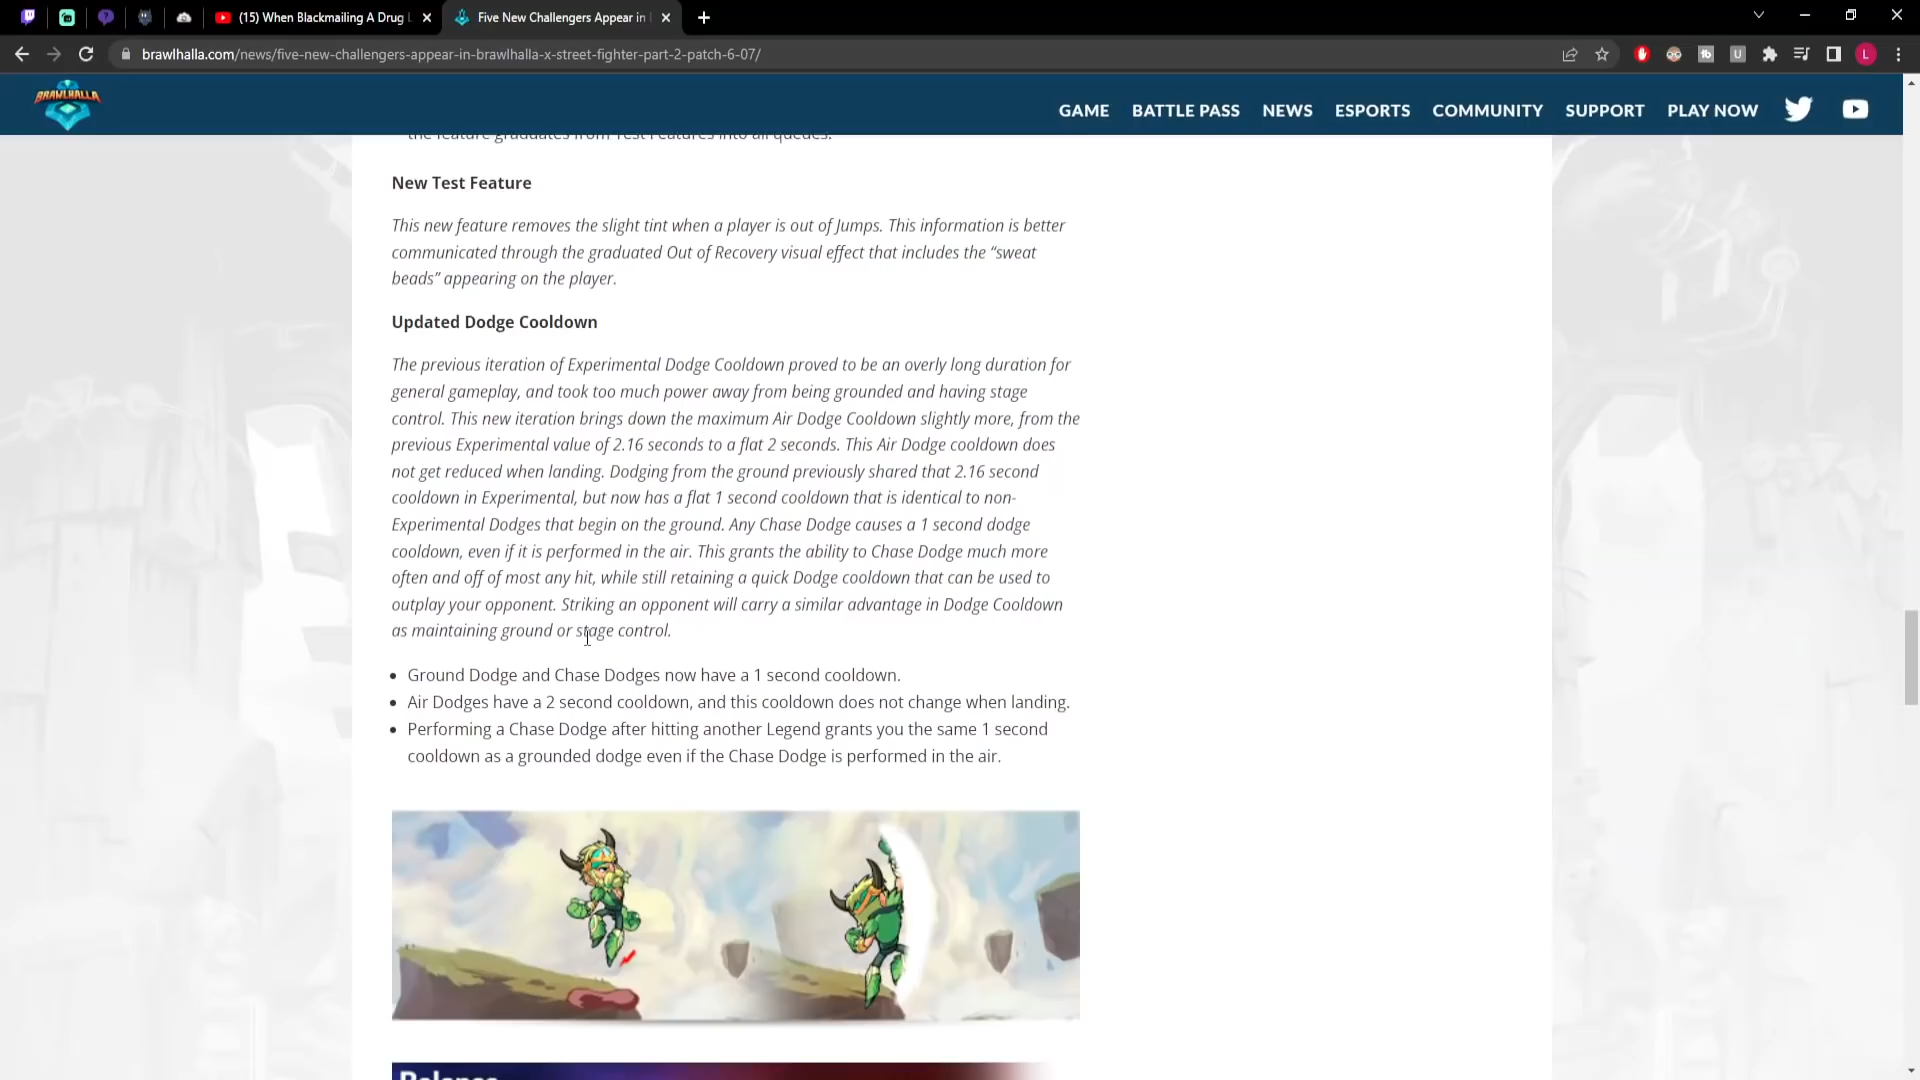 (15) When Blackmailing A Drug
Five New Challengers Appear in
brawlhalla.com/news/five-new-challengers-appear-in-brawlhalla-x-street-fighter-part-2-patch-6-07/
BRAWLHALLA
GAME BATTLE PASS NEWS ESPORTS COMMUNITY SUPPORT PLAY NOW
the feature graduates from Test Features into all queues.
New Test Feature
This new feature removes the slight tint when a player is out of Jumps. This information is better
communicated through the graduated Out of Recovery visual effect that includes the “sweat
beads” appearing on the player.
Updated Dodge Cooldown
The previous iteration of Experimental Dodge Cooldown proved to be an overly long duration for
general gameplay, and took too much power away from being grounded and having stage
control. This new iteration brings down the maximum Air Dodge Cooldown slightly more, from the
previous Experimental value of 2.16 seconds to a flat 2 seconds. This Air Dodge cooldown does
not get reduced when landing. Dodging from the ground previously shared that 2.16 second
cooldown in Experimental, but now has a flat 1 second cooldown that is identical to non-
Experimental Dodges that begin on the ground. Any Chase Dodge causes a 1 second dodge
cooldown, even if it is performed in the air. This grants the ability to Chase Dodge much more
often and off of most any hit, while still retaining a quick Dodge cooldown that can be used to
outplay your opponent. Striking an opponent will carry a similar advantage in Dodge Cooldown
as maintaining ground or stage control.
• Ground Dodge and Chase Dodges now have a 1 second cooldown.
• Air Dodges have a 2 second cooldown, and this cooldown does not change when landing.
• Performing a Chase Dodge after hitting another Legend grants you the same 1 second
cooldown as a grounded dodge even if the Chase Dodge is performed in the air.
Balance